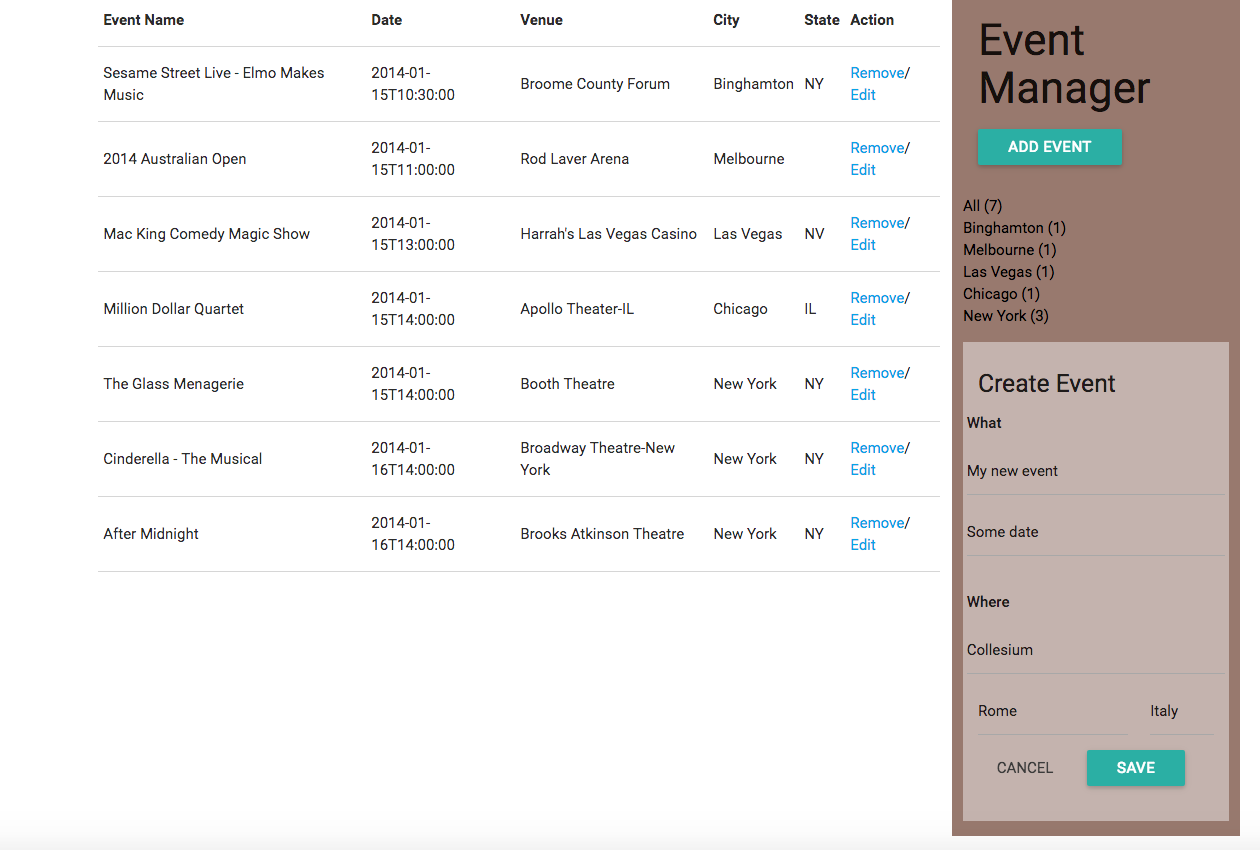 Event Name Date Venue City State Action
Sesame Street Live - Elmo Makes Music 2014-01-15T10:30:00 Broome County Forum Binghamton NY Remove/ Edit
2014 Australian Open 2014-01-15T11:00:00 Rod Laver Arena Melbourne Remove/ Edit
Mac King Comedy Magic Show 2014-01-15T13:00:00 Harrah's Las Vegas Casino Las Vegas NV Remove/ Edit
Million Dollar Quartet 2014-01-15T14:00:00 Apollo Theater-IL Chicago IL Remove/ Edit
The Glass Menagerie 2014-01-15T14:00:00 Booth Theatre New York NY Remove/ Edit
Cinderella - The Musical 2014-01-16T14:00:00 Broadway Theatre-New York New York NY Remove/ Edit
After Midnight 2014-01-16T14:00:00 Brooks Atkinson Theatre New York NY Remove/ Edit
Event
Manager
ADD EVENT
All (7)
Binghamton (1)
Melbourne (1)
Las Vegas (1)
Chicago (1)
New York (3)
Create Event
What
My new event
Some date
Where
Collesium
Rome Italy
CANCEL SAVE